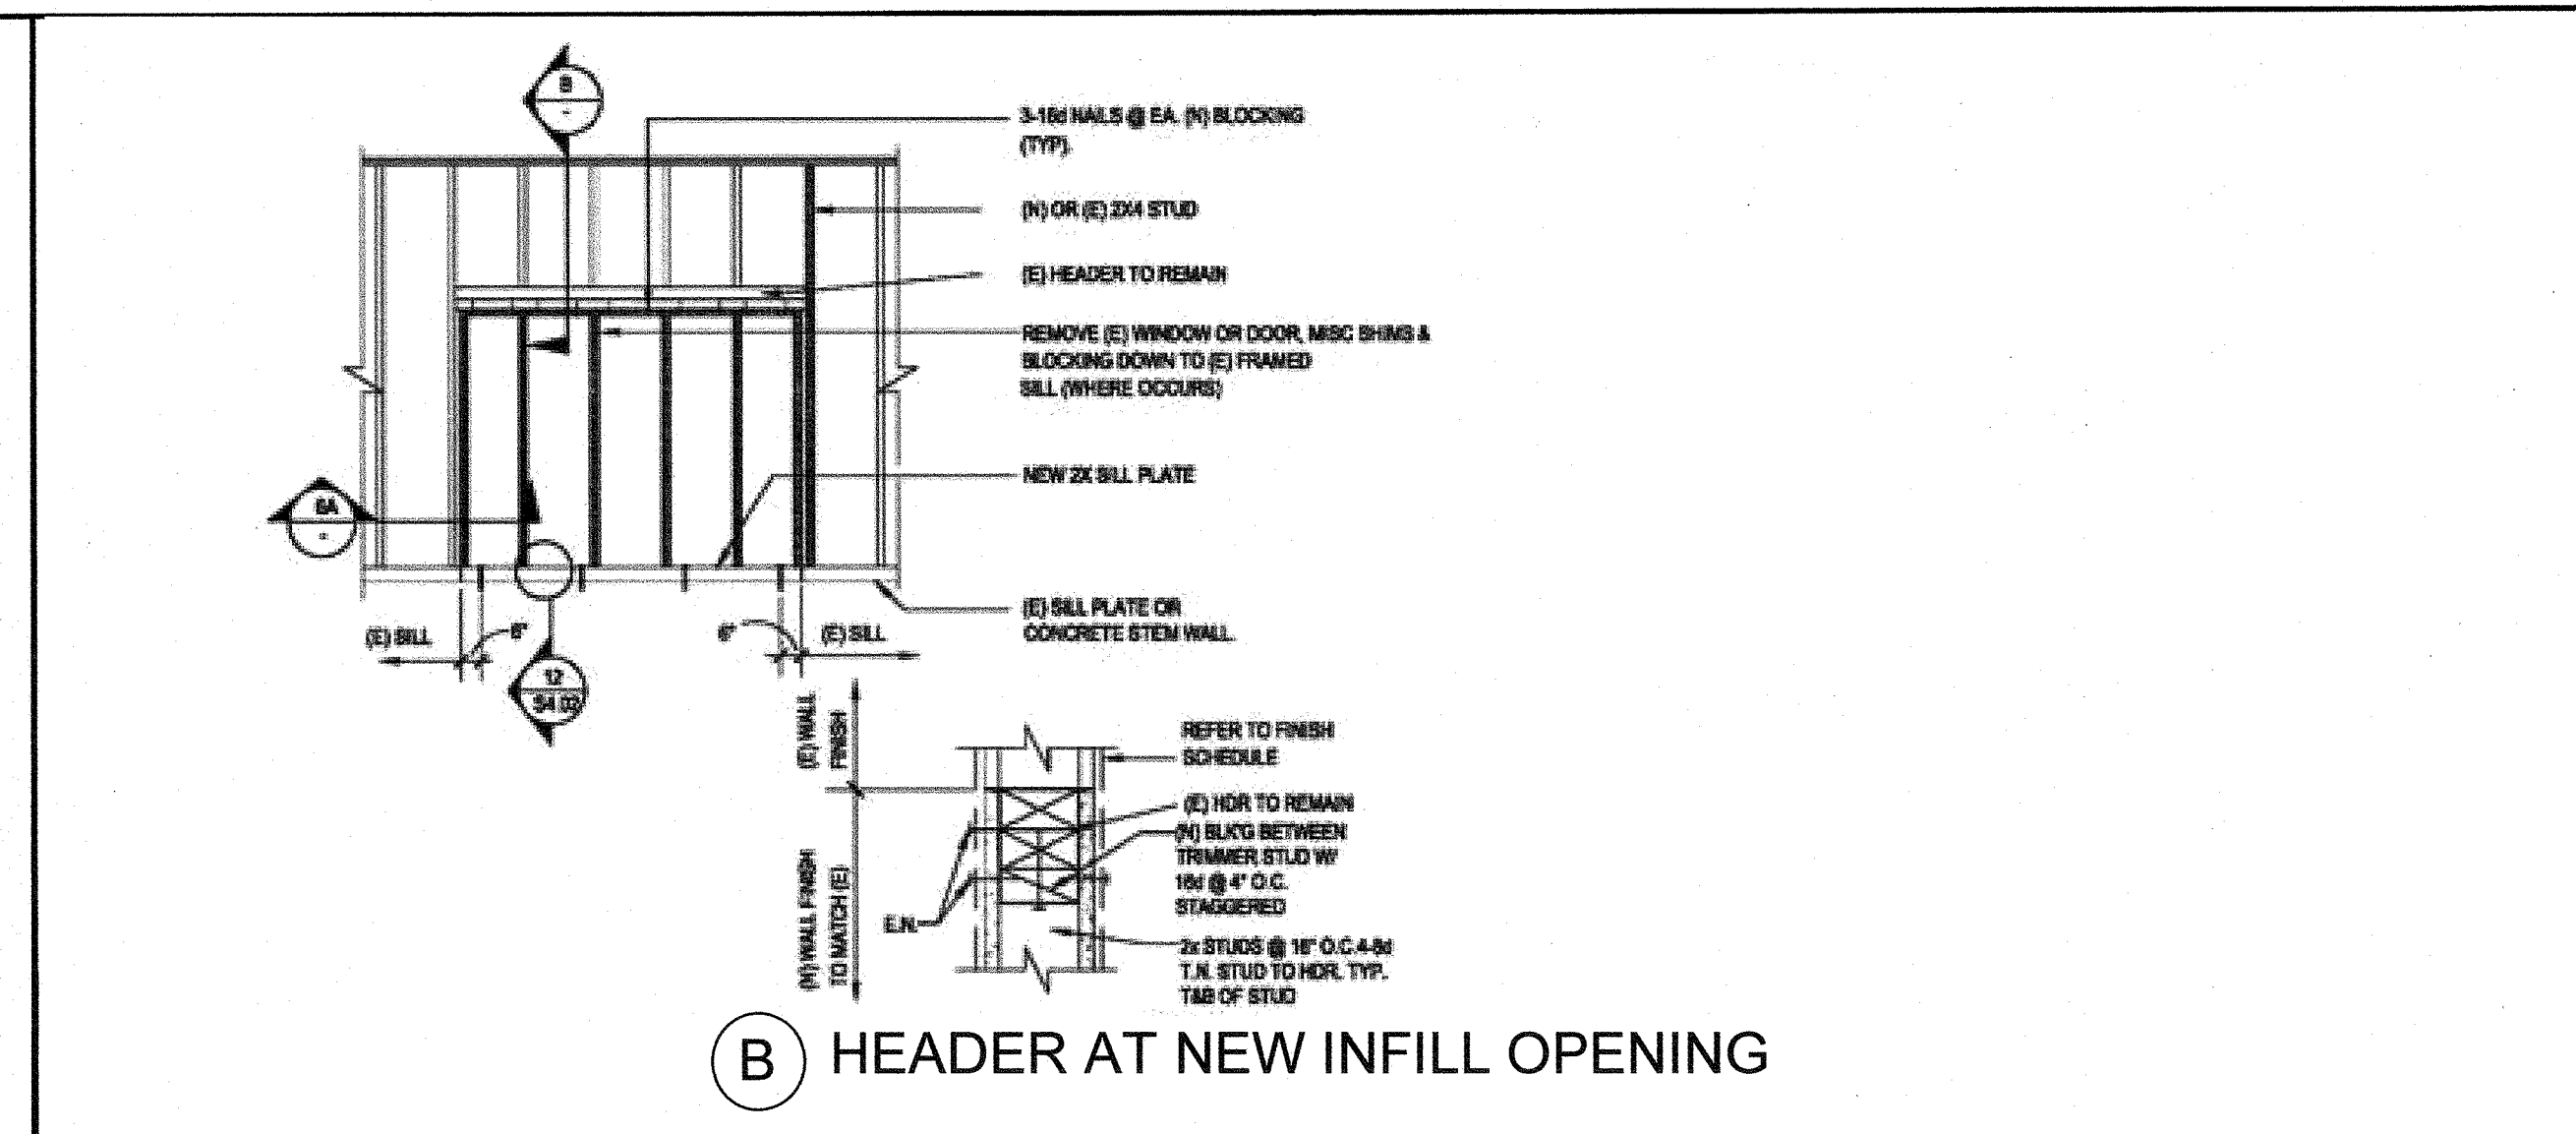 B
-
3-16d NAILS @ EA. (N) BLOCKING
(TYP).
(N) OR (E) 2X4 STUD
(E) HEADER TO REMAIN
REMOVE (E) WINDOW OR DOOR, MISC SHIMS &
BLOCKING DOWN TO (E) FRAMED
SILL (WHERE OCCURS)
NEW 2X SILL PLATE
6A
-
(E) SILL PLATE OR
CONCRETE STEM WALL.
(E) SILL
6"
6"
(E) SILL
12
(E) WALL
FINISH
REFER TO FINISH
SCHEDULE
(E) HDR TO REMAIN
(N) BLK'G BETWEEN
TRIMMER STUD W/
16d @ 4" O.C.
STAGGERED
(N) WALL FINISH
TO MATCH (E)
E.N.
2x STUDS @ 16" O.C. 4-8d
T.N. STUD TO HDR. TYP.
T&B OF STUD
B HEADER AT NEW INFILL OPENING